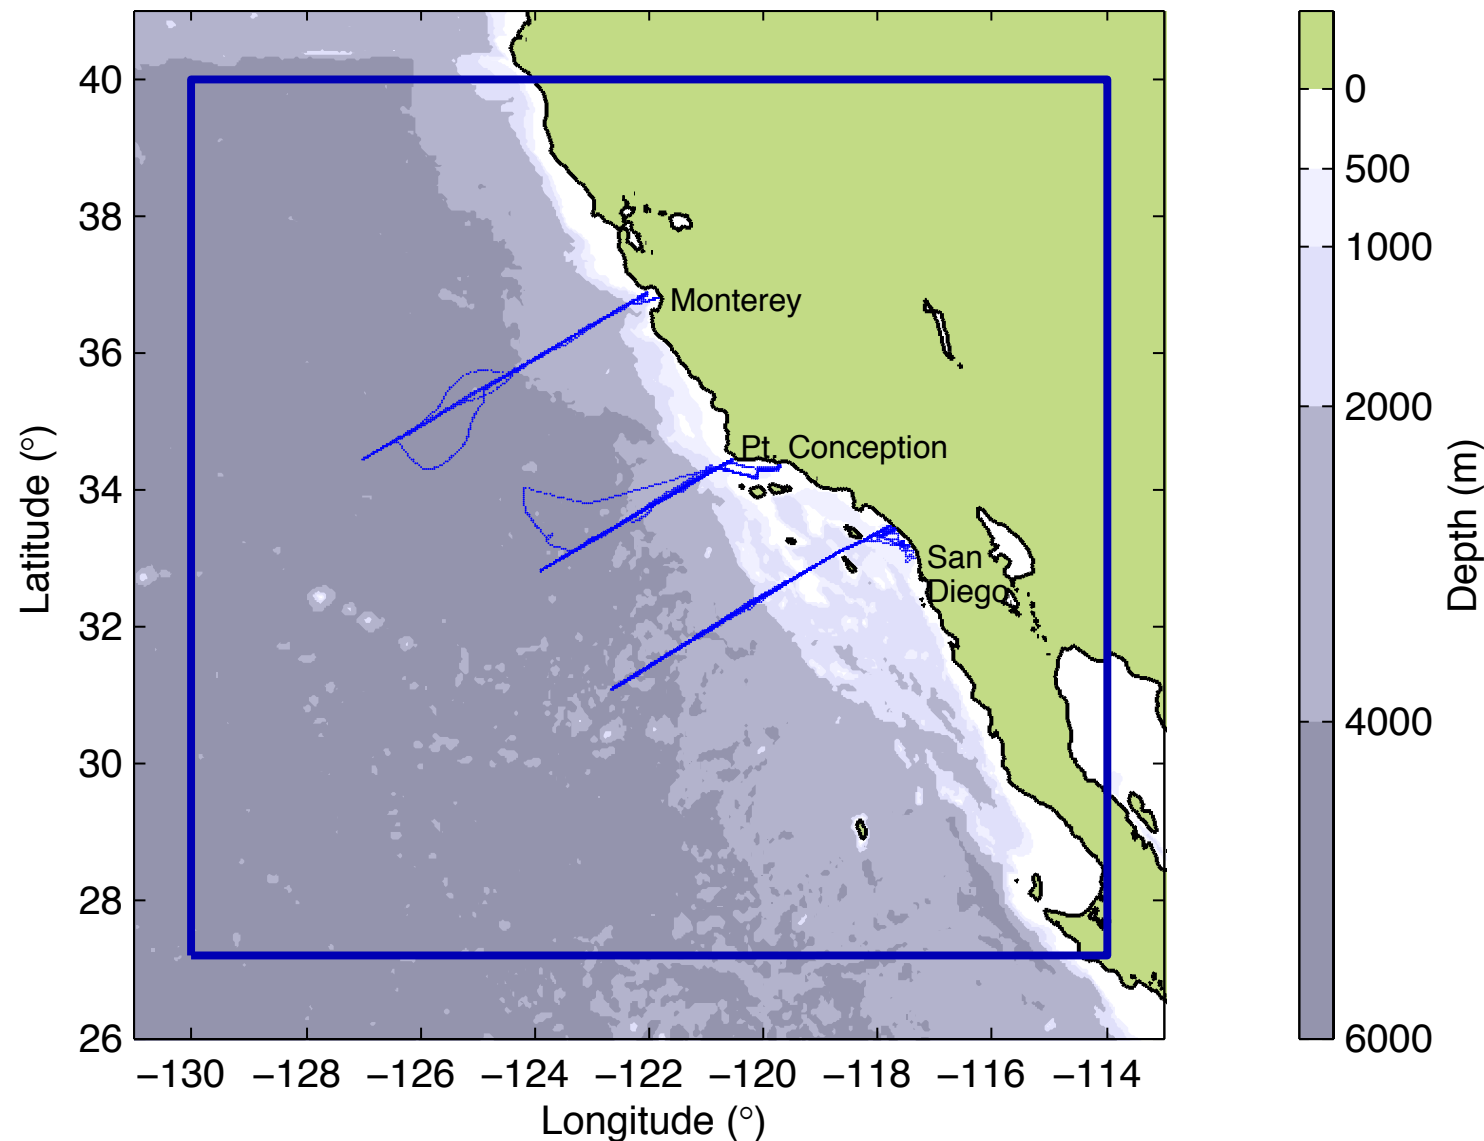 40
38
36
34
32
30
28
26
Latitude (°)
Monterey
Pt. Conception
San
Diego
−130 −128 −126 −124 −122 −120 −118 −116 −114
Longitude (°)
0
500
1000
2000
4000
6000
Depth (m)